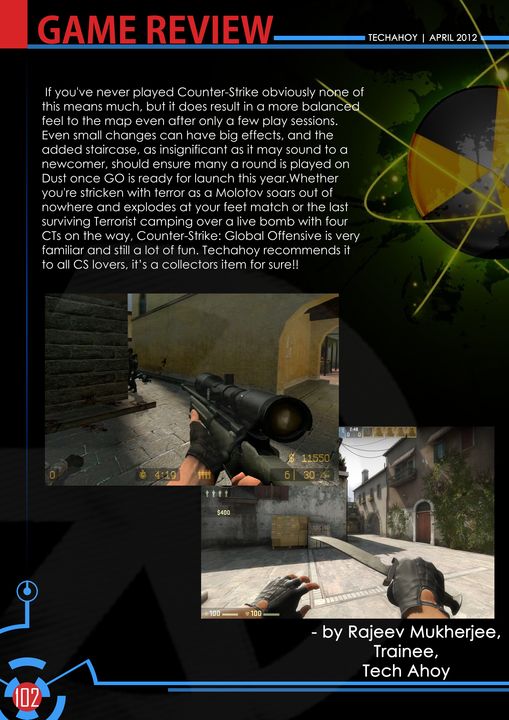 GAME REVIEW
TECHAHOY | APRIL 2012
If you've never played Counter-Strike obviously none of
this means much, but it does result in a more balanced
feel to the map even after only a few play sessions.
Even small changes can have big effects, and the
added staircase, as insignificant as it may sound to a
newcomer, should ensure many a round is played on
Dust once GO is ready for launch this year.Whether
you're stricken with terror as a Molotov soars out of
nowhere and explodes at your feet match or the last
surviving Terrorist camping over a live bomb with four
CTs on the way, Counter-Strike: Global Offensive is very
familiar and still a lot of fun. Techahoy recommends it
to all CS lovers, it's a collectors item for sure!!
$ 11550
0 4:19 5| 30
$400
100 100
- by Rajeev Mukherjee,
Trainee,
Tech Ahoy
102